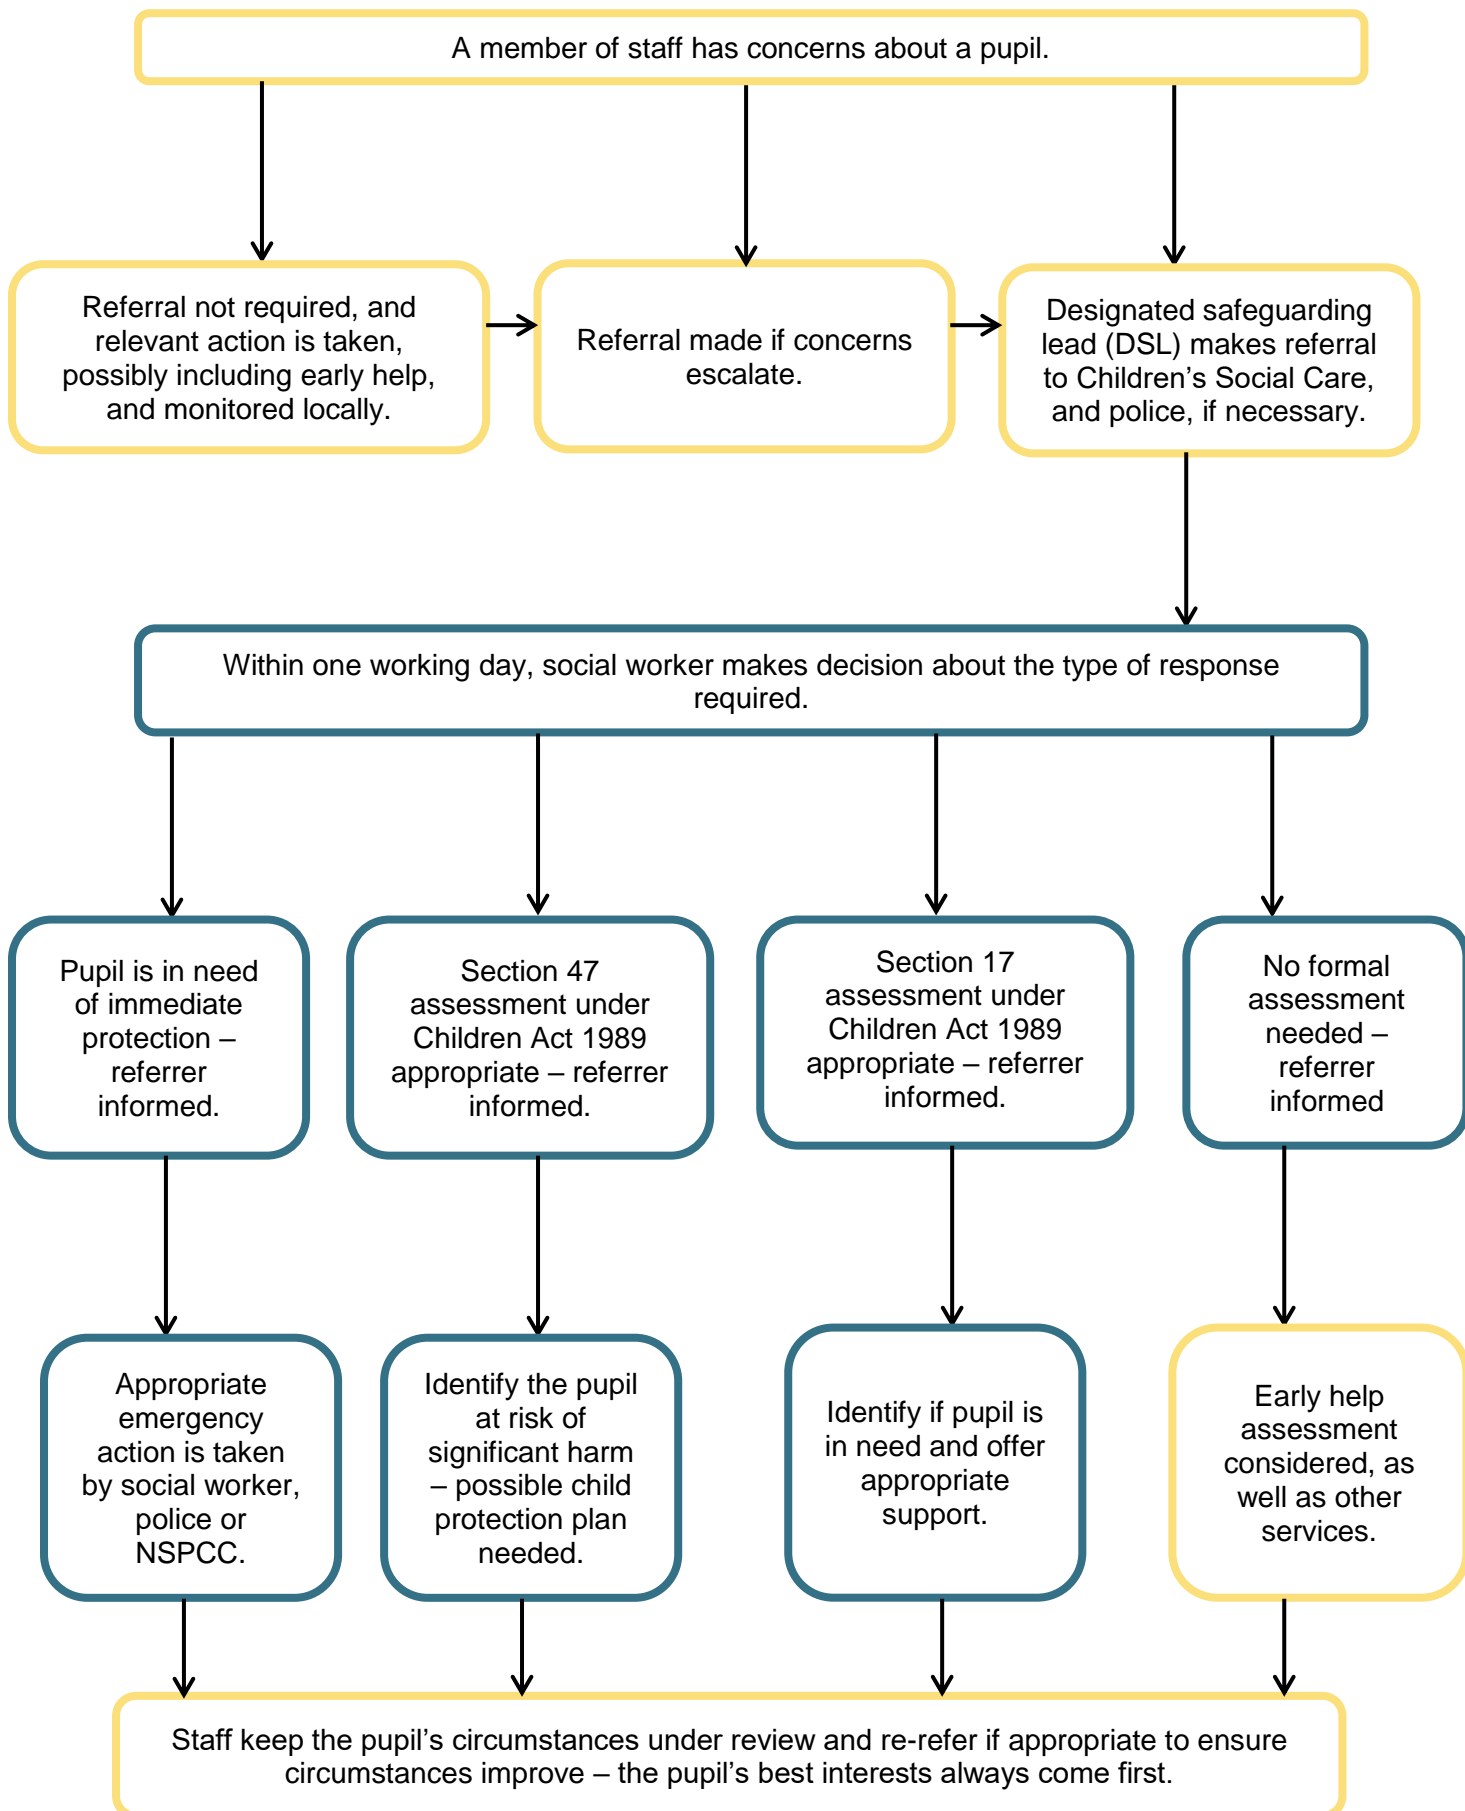 A member of staff has concerns about a pupil.
Referral not required, and
relevant action is taken,
possibly including early help,
and monitored locally.
Referral made if concerns
escalate.
Designated safeguarding
lead (DSL) makes referral
to Children’s Social Care,
and police, if necessary.
Within one working day, social worker makes decision about the type of response
required.
Pupil is in need
of immediate
protection –
referrer
informed.
Section 47
assessment under
Children Act 1989
appropriate – referrer
informed.
Section 17
assessment under
Children Act 1989
appropriate – referrer
informed.
No formal
assessment
needed –
referrer
informed
Appropriate
emergency
action is taken
by social worker,
police or
NSPCC.
Identify the pupil
at risk of
significant harm
– possible child
protection plan
needed.
Identify if pupil is
in need and offer
appropriate
support.
Early help
assessment
considered, as
well as other
services.
Staff keep the pupil’s circumstances under review and re-refer if appropriate to ensure
circumstances improve – the pupil’s best interests always come first.